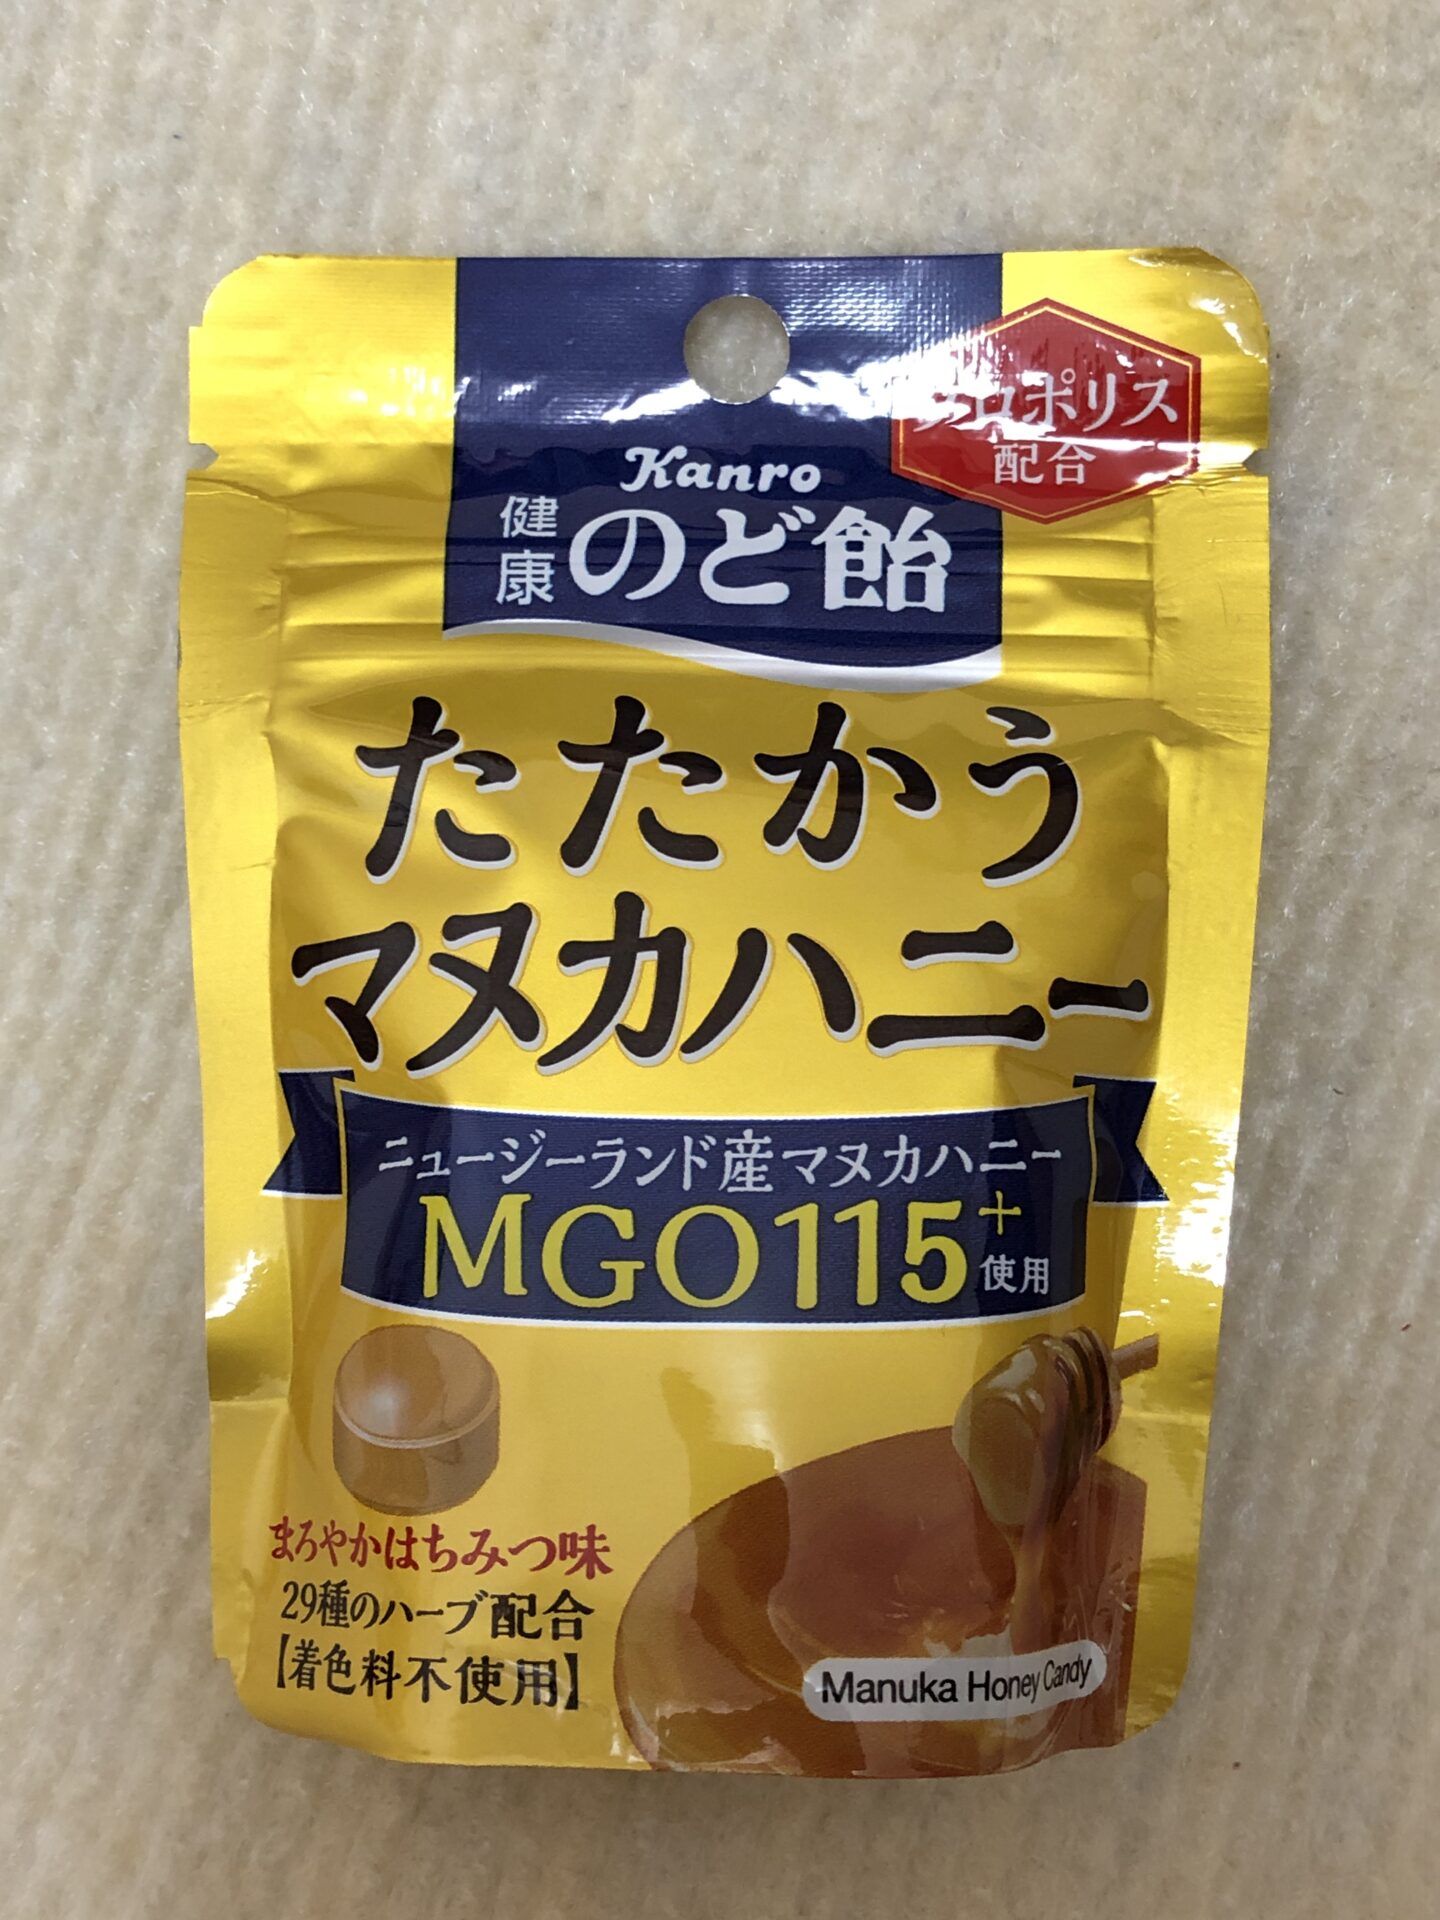 プロポリス
配合
Kanro
健康のど飴
たたかう
マヌカハニー
ニュージーランド産マヌカハニー
MGO115+使用
まろやかはちみつ味
29種のハーブ配合
【着色料不使用】
Manuka Honey Candy